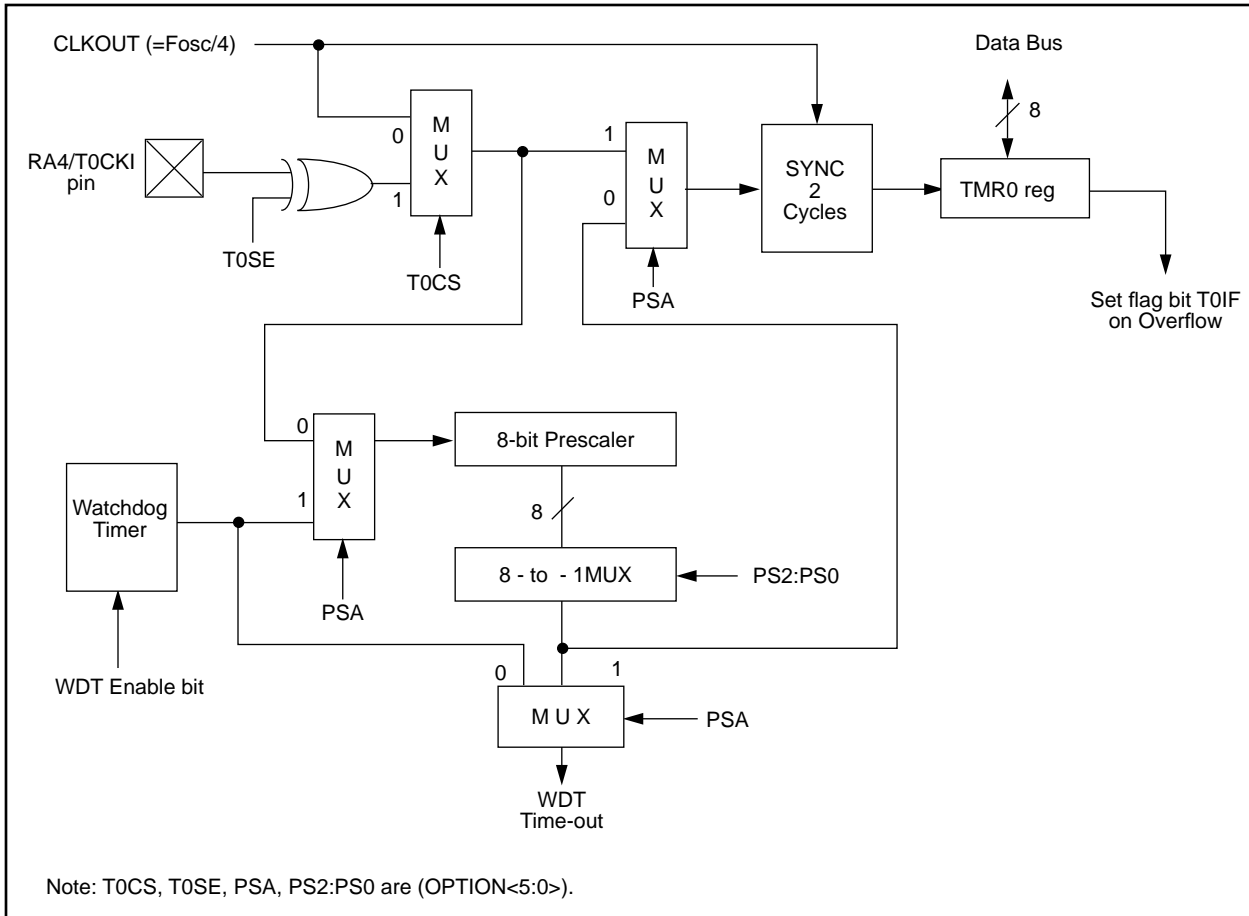 CLKOUT (=Fosc/4)
Data Bus
8
RA4/T0CKI
pin
0
1
M
U
X
T0SE
T0CS
1
0
M
U
X
PSA
SYNC
2
Cycles
TMR0 reg
Set flag bit T0IF
on Overflow
0
1
M
U
X
8-bit Prescaler
Watchdog
Timer
8
PSA
8 - to - 1MUX
PS2:PS0
WDT Enable bit
0
1
M U X
PSA
WDT
Time-out
Note: T0CS, T0SE, PSA, PS2:PS0 are (OPTION<5:0>).